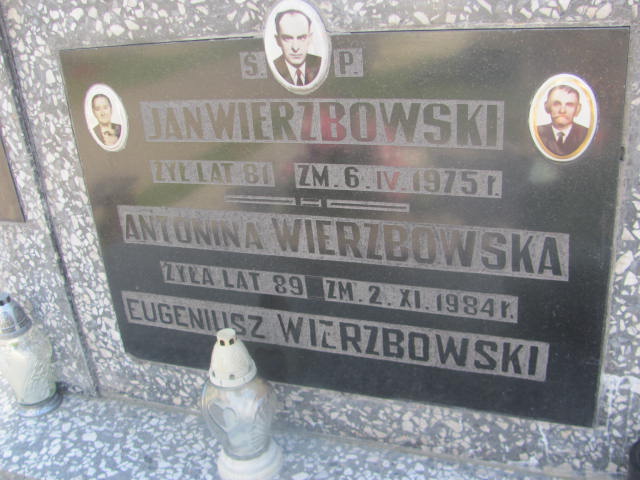 Ś. P.
JAN WIERZBOWSKI
ŻYŁ LAT 81 ZM. 6. IV. 1975 r.
ANTONINA WIERZBOWSKA
ŻYŁA LAT 89 ZM. 2. XI. 1984 r.
EUGENIUSZ WIERZBOWSKI